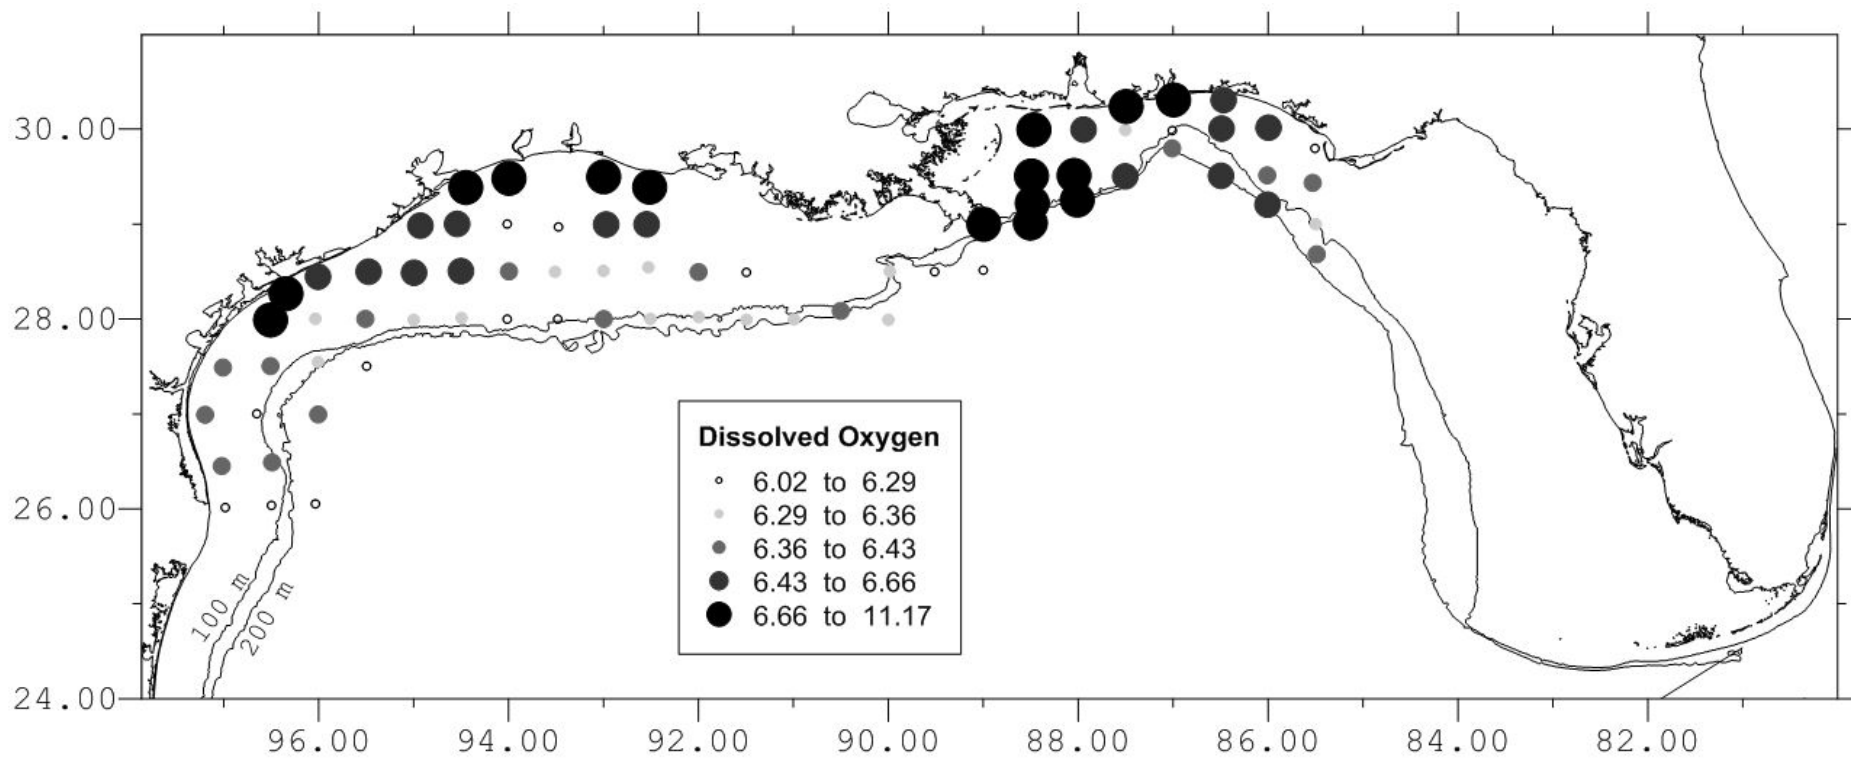 30.00
28.00
26.00
24.00
100 m
200 m
Dissolved Oxygen
6.02 to 6.29
6.29 to 6.36
6.36 to 6.43
6.43 to 6.66
6.66 to 11.17
96.00 94.00 92.00 90.00 88.00 86.00 84.00 82.00